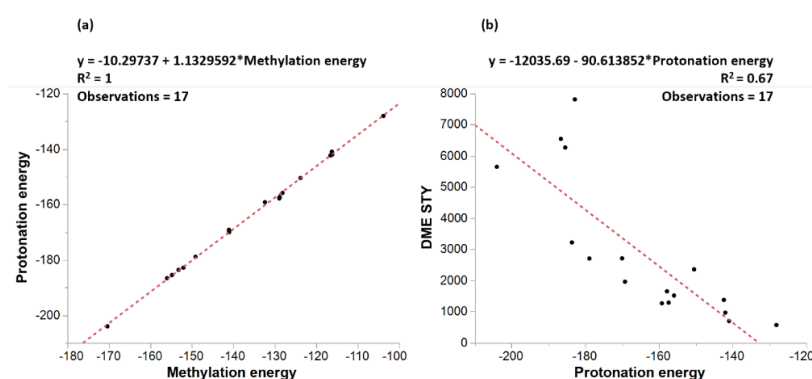 (a)
y = -10.29737 + 1.1329592*Methylation energy
R² = 1
Observations = 17
-120
-140
-160
-180
-200
Protonation energy
-180 -170 -160 -150 -140 -130 -120 -110 -100
Methylation energy
(b)
y = -12035.69 - 90.613852*Protonation energy
R² = 0.67
Observations = 17
8000
7000
6000
5000
4000
3000
2000
1000
0
DME STY
-200 -180 -160 -140 -120
Protonation energy